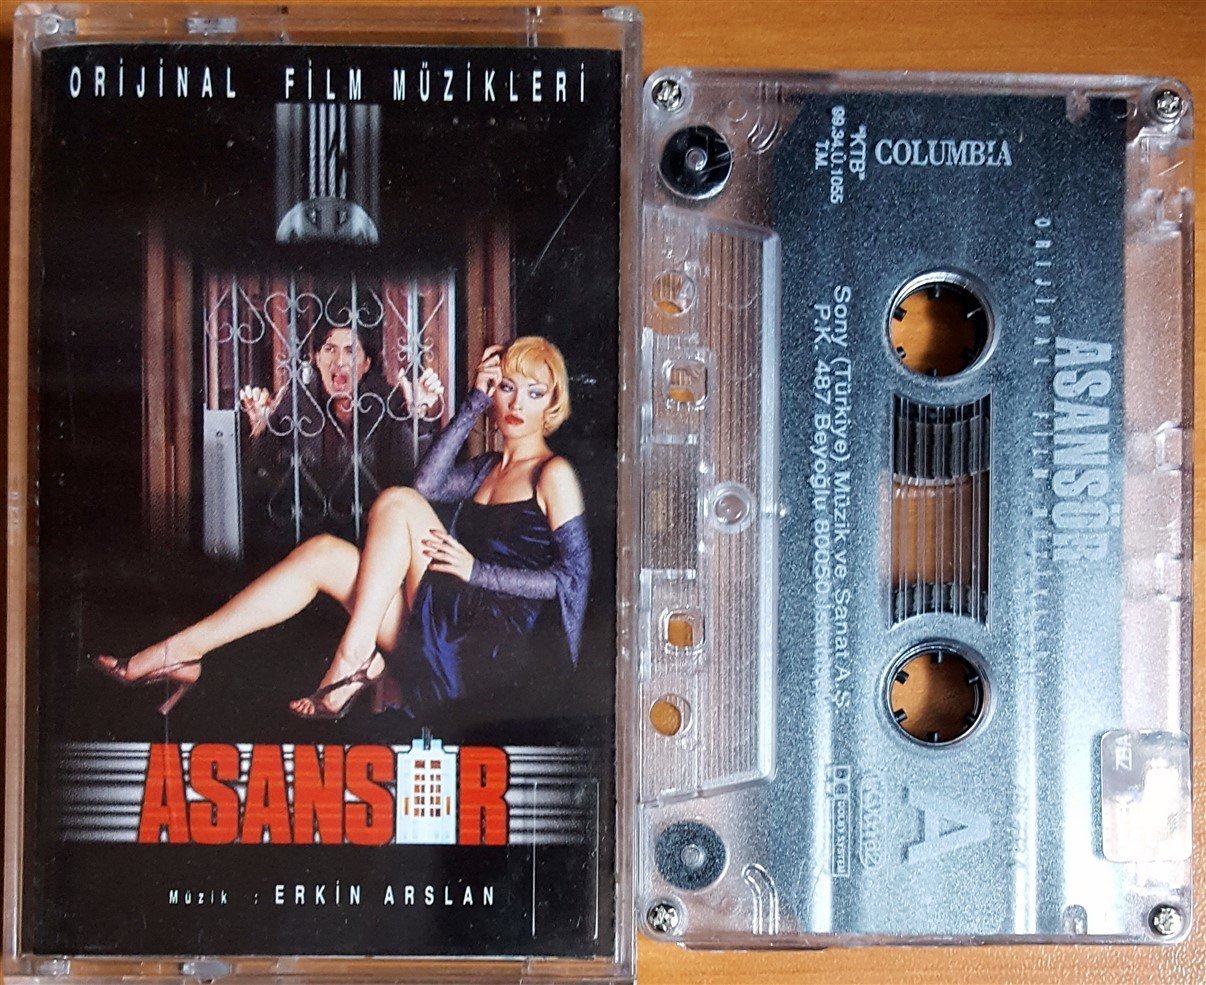 ORİJİNAL FİLM MÜZİKLERİ
ASANSÖR
Müzik : ERKİN ARSLAN
COLUMBIA
"KTB"
99.34.Ü.1055
T.M.
ASANSÖR
ORİJİNAL FİLM MÜZİKLERİ
Sony (Türkiye) Müzik ve Sanat A.Ş.
P.K. 487 Beyoğlu 80050
A